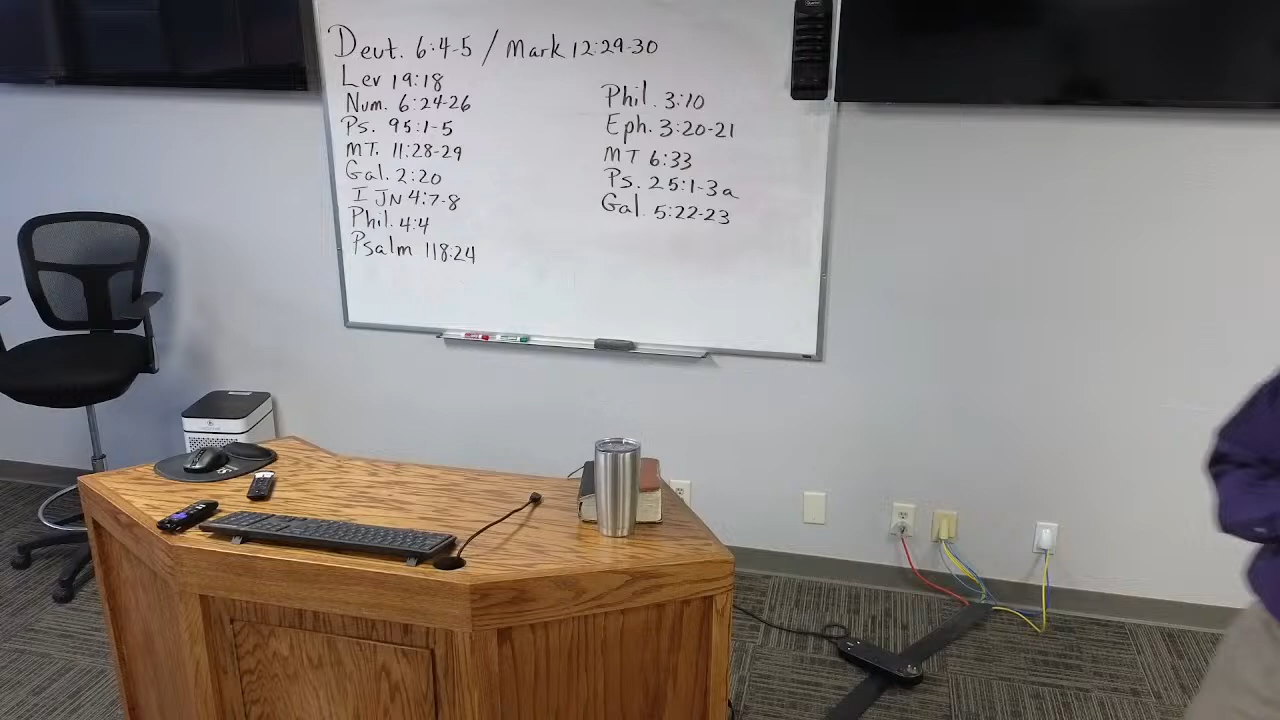 Deut. 6:4-5 / Mark 12:29-30
Lev 19:18
Num. 6:24-26
Ps. 95:1-5
MT. 11:28-29
Gal. 2:20
I JN 4:7-8
Phil. 4:4
Psalm 118:24
Phil. 3:10
Eph. 3:20-21
MT 6:33
Ps. 25:1-3a
Gal. 5:22-23